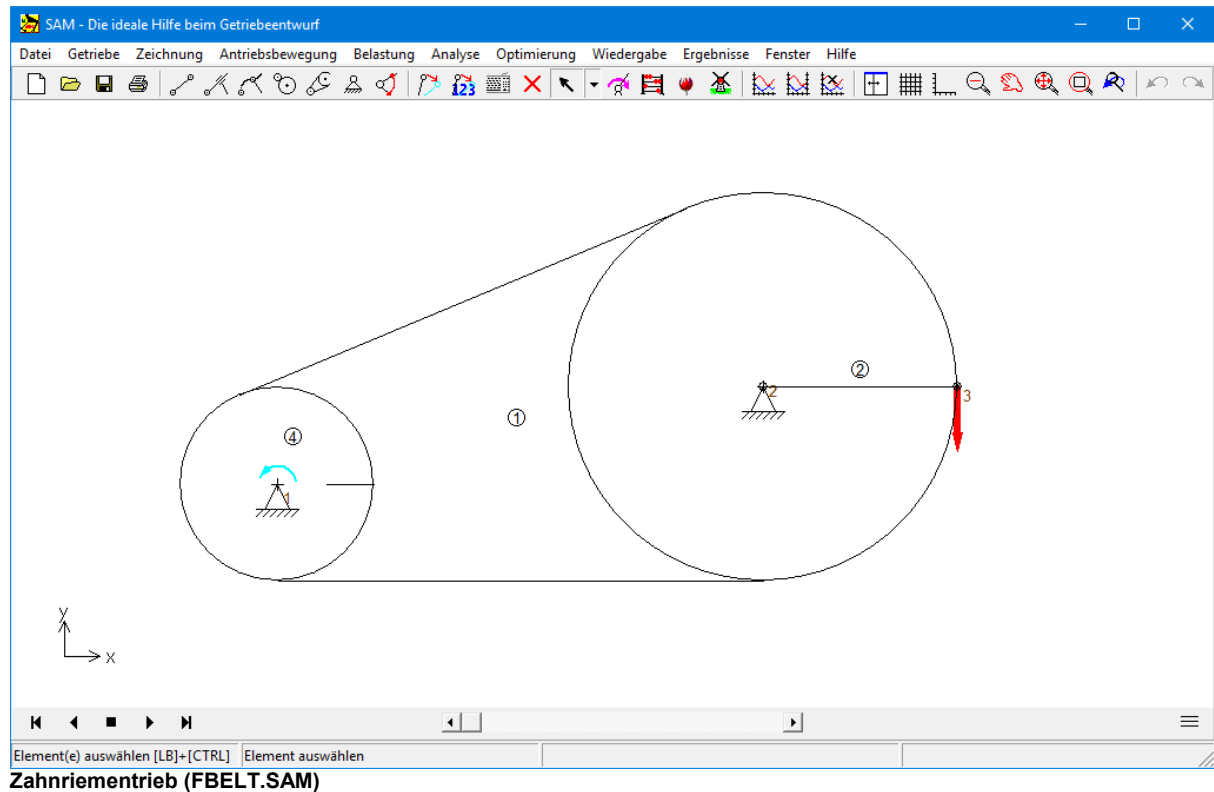 SAM - Die ideale Hilfe beim Getriebeentwurf
Datei Getriebe Zeichnung Antriebsbewegung Belastung Analyse Optimierung Wiedergabe Ergebnisse Fenster Hilfe
123
2
2
3
1
4
1
y
x
Element(e) auswählen [LB]+[CTRL] Element auswählen
Zahnriementrieb (FBELT.SAM)